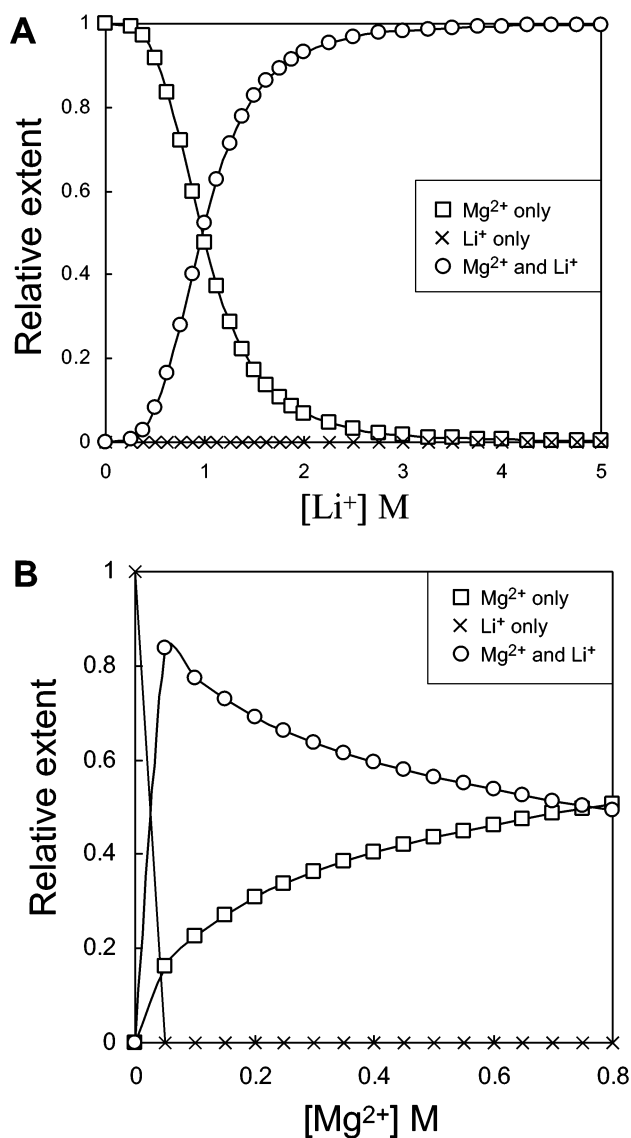 A
1
0.8
0.6
0.4
0.2
0
Relative extent
Mg²⁺ only
Li⁺ only
Mg²⁺ and Li⁺
0 1 2 3 4 5
[Li⁺] M
B
1
0.8
0.6
0.4
0.2
0
Relative extent
Mg²⁺ only
Li⁺ only
Mg²⁺ and Li⁺
0 0.2 0.4 0.6 0.8
[Mg²⁺] M